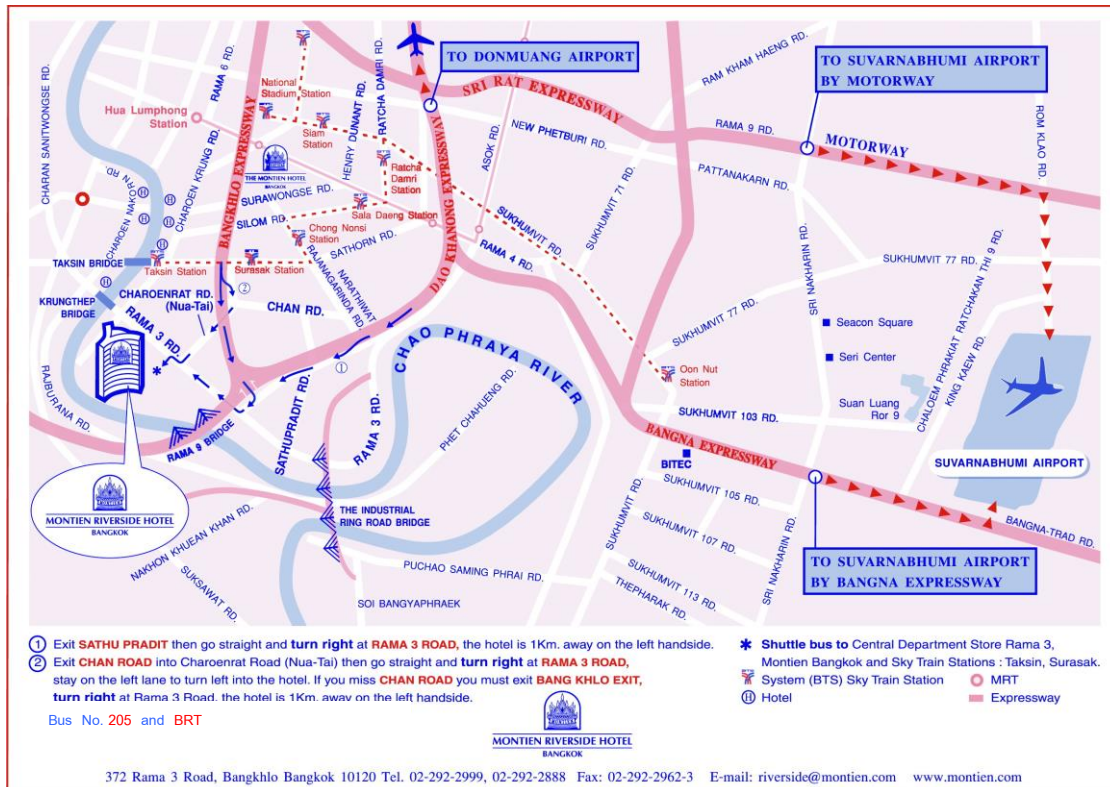 TO DONMUANG AIRPORT
TO SUVARNABHUMI AIRPORT
BY MOTORWAY
CHARAN SANITWONGSE RD.
RAMA 6 RD.
National
Stadium Station
Hua Lumphong
Station
Siam
Station
HENRY DUNANT RD.
RATCHA DAMRI RD.
SRI RAT EXPRESSWAY
RAM KHAM HAENG RD.
RAMA 9 RD.
MOTORWAY
ROM KLAO RD.
NEW PHETBURI RD.
ASOK RD.
PATTANAKARN RD.
THE MONTIEN HOTEL
BANGKOK
Ratcha
Damri
Station
CHAROEN NAKORN RD.
CHAROEN KRUNG RD.
BANGKHLO EXPRESSWAY
SURAWONGSE RD.
SILOM RD.
Sala Daeng Station
Chong Nonsi
Station
SATHORN RD.
DAO KHANONG EXPRESSWAY
SUKHUMVIT RD.
SUKHUMVIT 71 RD.
RAMA 4 RD.
SRI NAKHARIN RD.
SUKHUMVIT 77 RD.
TAKSIN BRIDGE
Taksin Station
Surasak Station
NARATHIWAT
RAJANAGARINDA RD.
KRUNGTHEP
BRIDGE
CHAROENRAT RD.
(Nua-Tai)
2
CHAN RD.
RAMA 3 RD.
*
SUKHUMVIT 77 RD.
Seacon Square
Seri Center
Suan Luang
Ror 9
CHALOEM PHRAKIAT RATCHAKAN THI 9 RD.
KING KAEW RD.
1
CHAO PHRAYA RIVER
Oon Nut
Station
RAJBURANA RD.
SATHUPRADIT RD.
RAMA 3 RD.
PHET CHAHUENG RD.
SUKHUMVIT 103 RD.
RAMA 9 BRIDGE
BANGNA EXPRESSWAY
BITEC
SUVARNABHUMI AIRPORT
MONTIEN RIVERSIDE HOTEL
BANGKOK
THE INDUSTRIAL
RING ROAD BRIDGE
SUKHUMVIT 105 RD.
SUKHUMVIT RD.
SUKHUMVIT 107 RD.
BANGNA-TRAD RD.
NAKHON KHUEAN KHAN RD.
SUKSAWAT RD.
PUCHAO SAMING PHRAI RD.
SUKHUMVIT 113 RD.
THEPHARAK RD.
SRI NAKHARIN RD.
TO SUVARNABHUMI AIRPORT
BY BANGNA EXPRESSWAY
SOI BANGYAPHRAEK
1 Exit SATHU PRADIT then go straight and turn right at RAMA 3 ROAD, the hotel is 1Km. away on the left handside.
2 Exit CHAN ROAD into Charoenrat Road (Nua-Tai) then go straight and turn right at RAMA 3 ROAD,
stay on the left lane to turn left into the hotel. If you miss CHAN ROAD you must exit BANG KHLO EXIT,
turn right at Rama 3 Road, the hotel is 1Km. away on the left handside.
Bus No. 205 and BRT
* Shuttle bus to Central Department Store Rama 3,
Montien Bangkok and Sky Train Stations : Taksin, Surasak.
System (BTS) Sky Train Station
MRT
H Hotel
Expressway
MONTIEN RIVERSIDE HOTEL
BANGKOK
372 Rama 3 Road, Bangkhlo Bangkok 10120 Tel. 02-292-2999, 02-292-2888 Fax: 02-292-2962-3 E-mail: riverside@montien.com www.montien.com